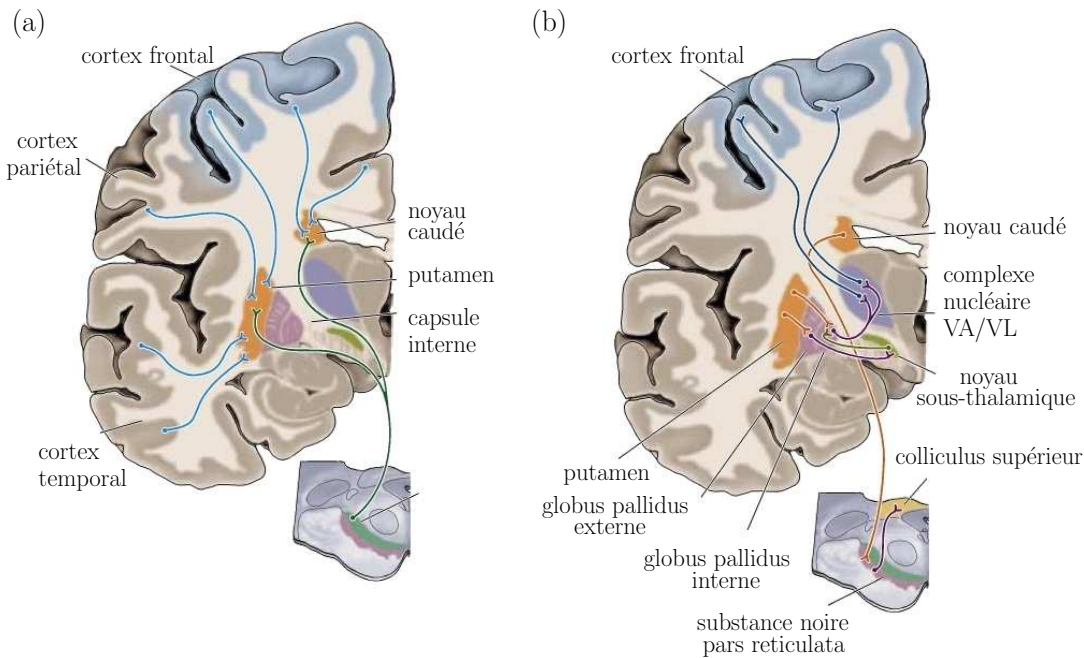 (a)
cortex frontal
cortex
pariétal
noyau
caudé
putamen
capsule
interne
cortex
temporal
(b)
cortex frontal
noyau caudé
complexe
nucléaire
VA/VL
noyau
sous-thalamique
colliculus supérieur
putamen
globus pallidus
externe
globus pallidus
interne
substance noire
pars reticulata